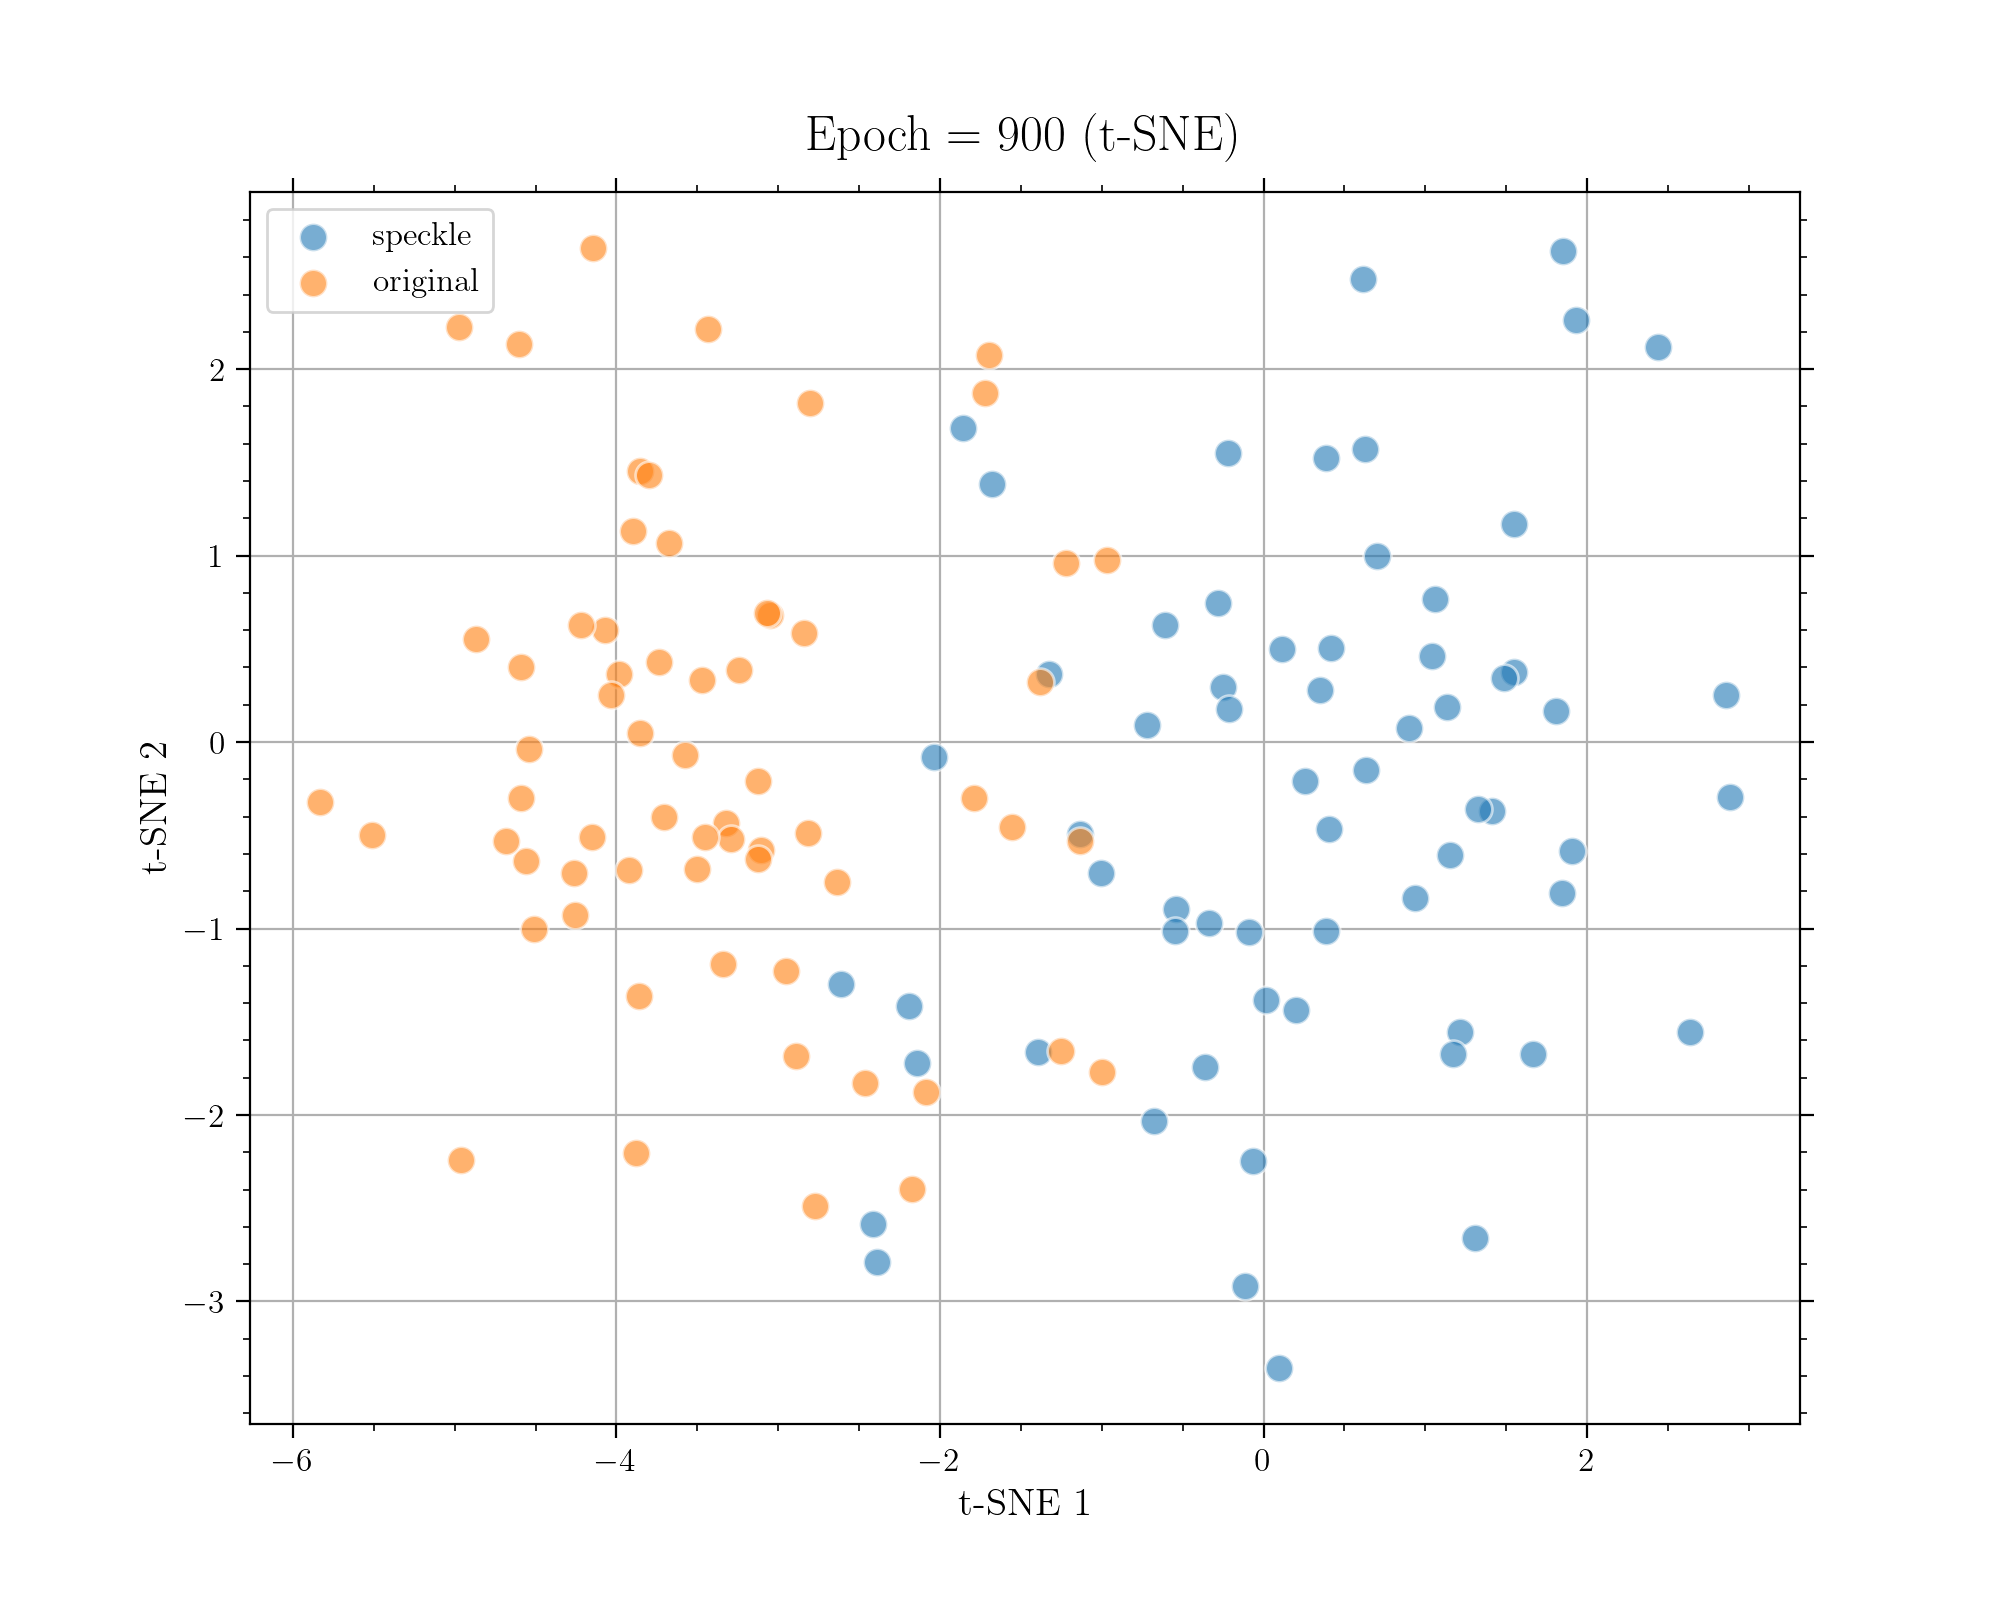 Epoch = 900 (t-SNE)
speckle
original
2
1
0
−1
−2
−3
t-SNE 2
−6
−4
−2
0
2
t-SNE 1